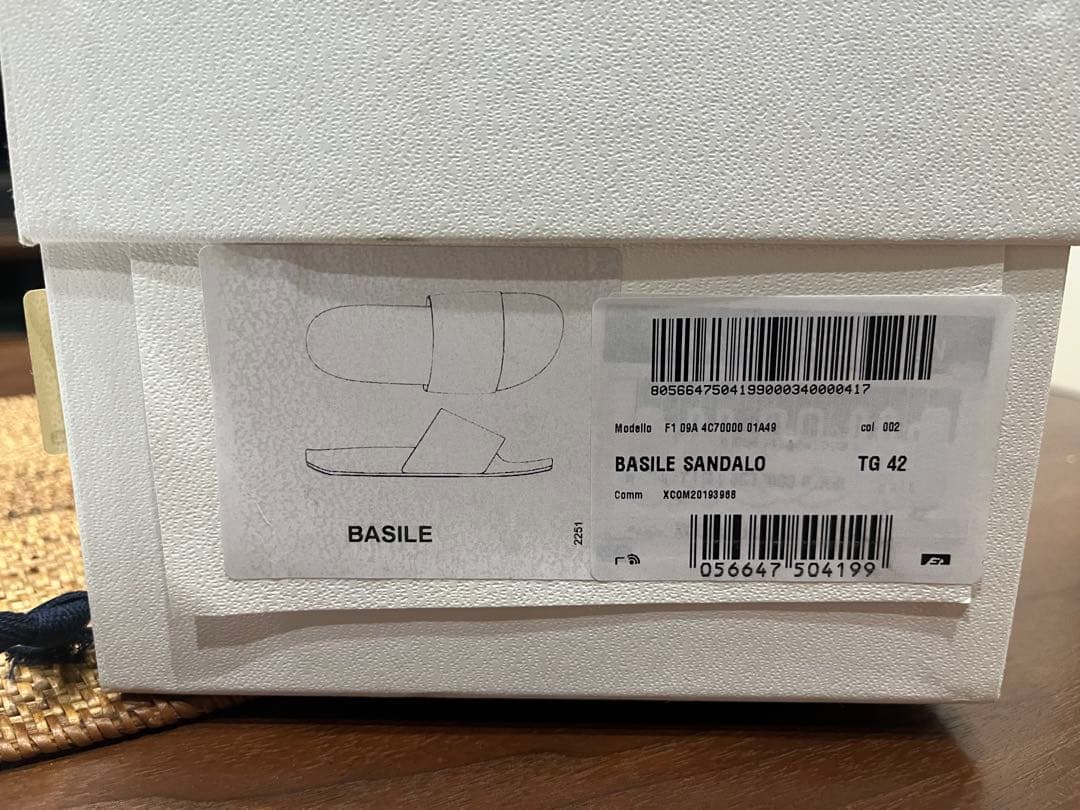 BASILE
2251
8056647504199000340000417
Modello F1 09A 4C70000 01A49 col 002
BASILE SANDALO TG 42
Comm XCOM20193968
056647 504199